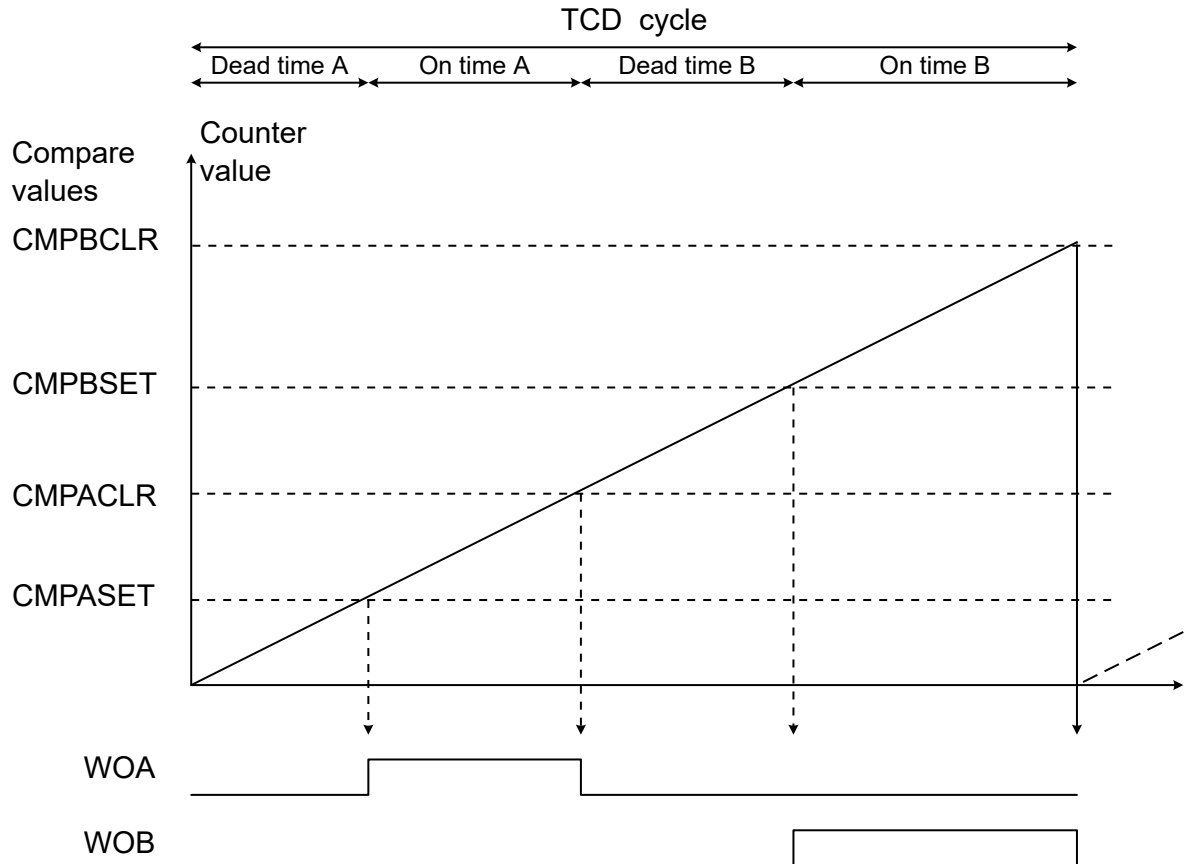 TCD cycle
Dead time A
On time A
Dead time B
On time B
Compare
values
Counter
value
CMPBCLR
CMPBSET
CMPACLR
CMPASET
WOA
WOB